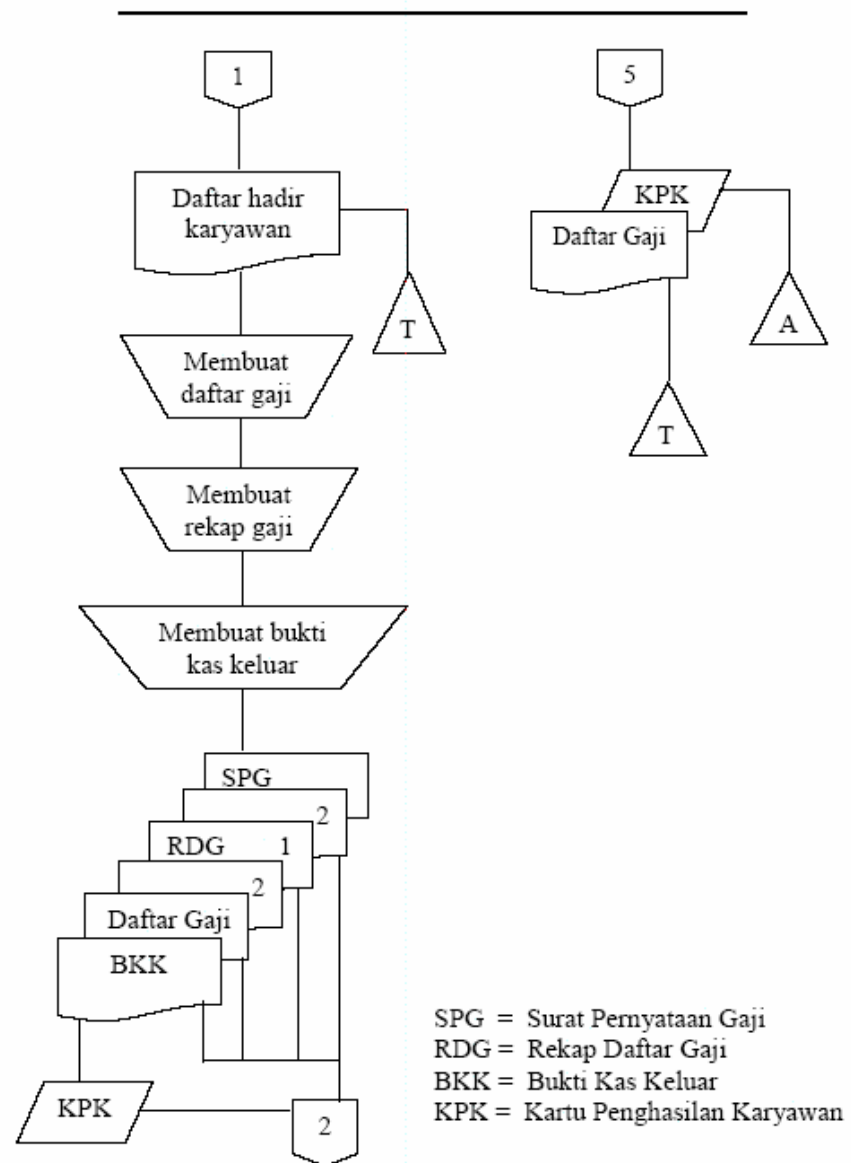 1
Daftar hadir
karyawan
T
Membuat
daftar gaji
Membuat
rekap gaji
Membuat bukti
kas keluar
SPG
2
RDG 1
2
Daftar Gaji
BKK
KPK
2
5
KPK
Daftar Gaji
A
T
SPG = Surat Pernyataan Gaji
RDG = Rekap Daftar Gaji
BKK = Bukti Kas Keluar
KPK = Kartu Penghasilan Karyawan